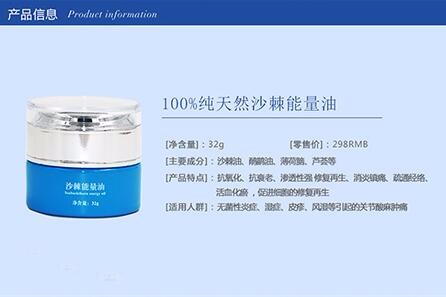 产品信息 Product information
100%纯天然沙棘能量油
[净含量]：32g [零售价]：298RMB
[主要成分]：沙棘油、鸸鹋油、薄荷脑、芦荟等
[产品特点]：抗氧化、抗衰老、渗透性强 修复再生、消炎镇痛、疏通经络、
活血化瘀 ，促进细胞的修复再生
[适用人群]：无菌性炎症、湿症、皮疹、风湿等引起的关节酸麻肿痛
沙棘能量油
净含量：32g